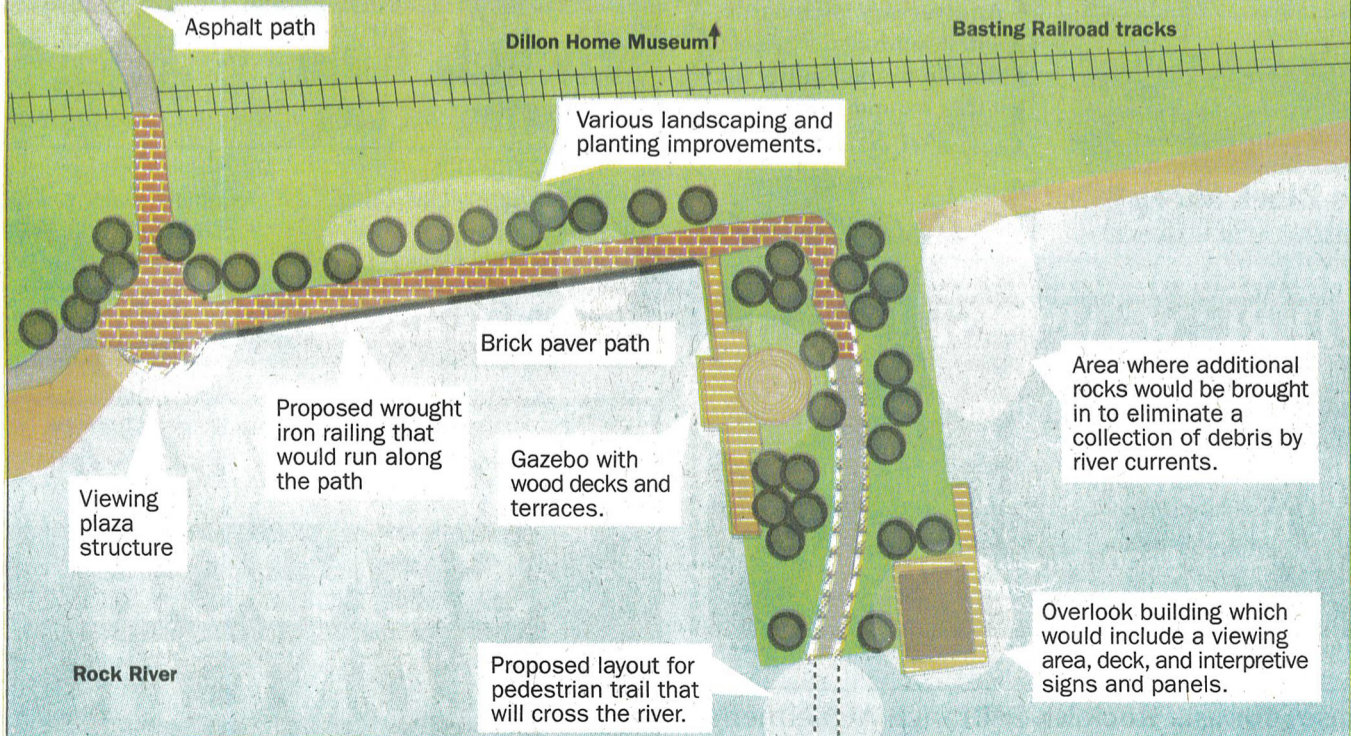 Asphalt path
Dillon Home Museum
Basting Railroad tracks
Various landscaping and
planting improvements.
Brick paver path
Proposed wrought
iron railing that
would run along
the path
Gazebo with
wood decks and
terraces.
Viewing
plaza
structure
Area where additional
rocks would be brought
in to eliminate a
collection of debris by
river currents.
Overlook building which
would include a viewing
area, deck, and interpretive
signs and panels.
Proposed layout for
pedestrian trail that
will cross the river.
Rock River